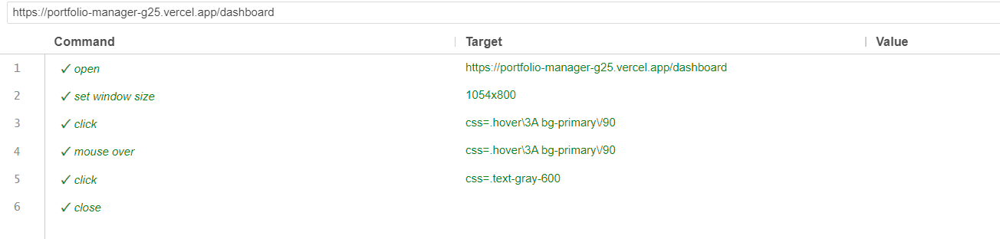 https://portfolio-manager-g25.vercel.app/dashboard
Command Target Value
1 ✓ open https://portfolio-manager-g25.vercel.app/dashboard
2 ✓ set window size 1054x800
3 ✓ click css=.hover\3A bg-primary\/90
4 ✓ mouse over css=.hover\3A bg-primary\/90
5 ✓ click css=.text-gray-600
6 ✓ close